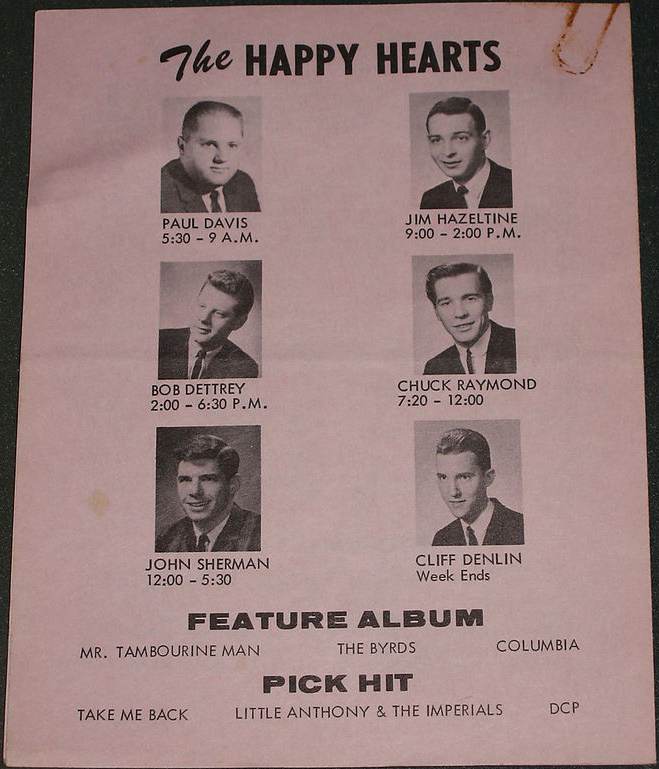 The HAPPY HEARTS
PAUL DAVIS
5:30 - 9 A.M.
JIM HAZELTINE
9:00 - 2:00 P.M.
BOB DETTREY
2:00 - 6:30 P.M.
CHUCK RAYMOND
7:20 - 12:00
JOHN SHERMAN
12:00 - 5:30
CLIFF DENLIN
Week Ends
FEATURE ALBUM
MR. TAMBOURINE MAN THE BYRDS COLUMBIA
PICK HIT
TAKE ME BACK LITTLE ANTHONY & THE IMPERIALS DCP